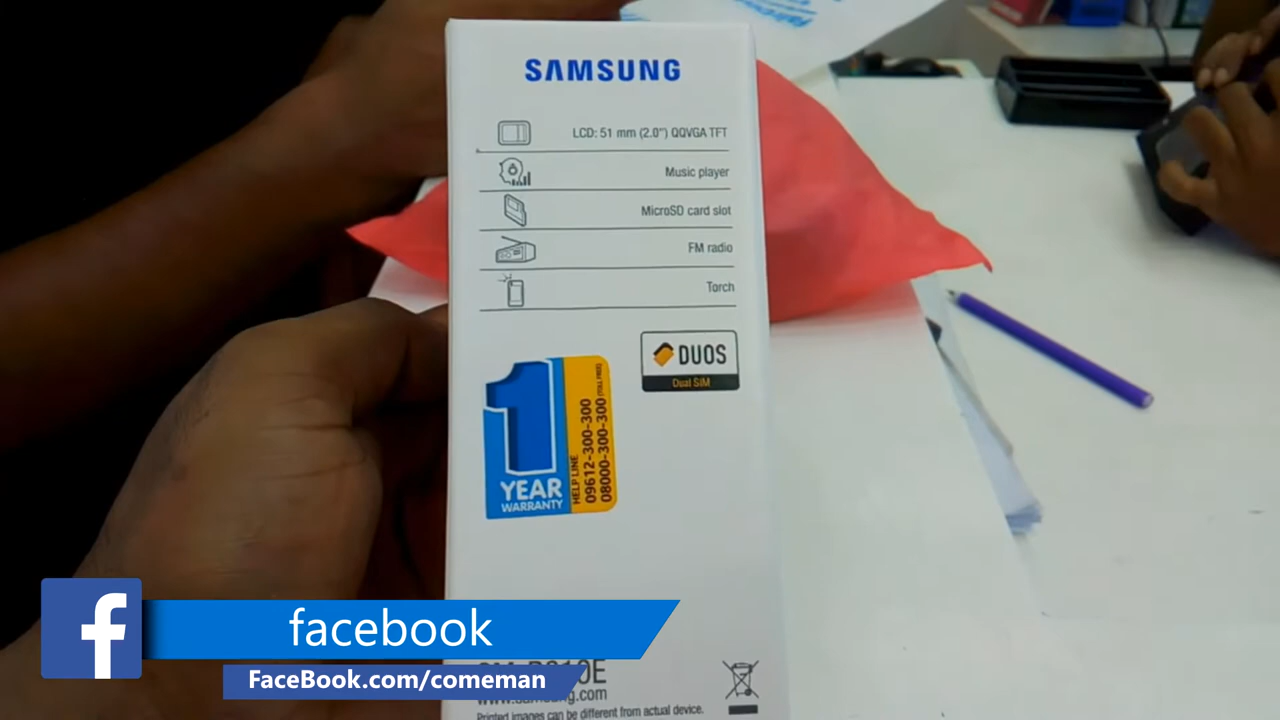 SAMSUNG
LCD: 51 mm (2.0") QQVGA TFT
Music player
MicroSD card slot
FM radio
Torch
DUOS
Dual SIM
1
YEAR
WARRANTY
HELP LINE
09612-300-300
08000-300-300 (TOLL FREE)
f
facebook
FaceBook.com/comeman
www.samsung.com
Printed images can be different from actual device.